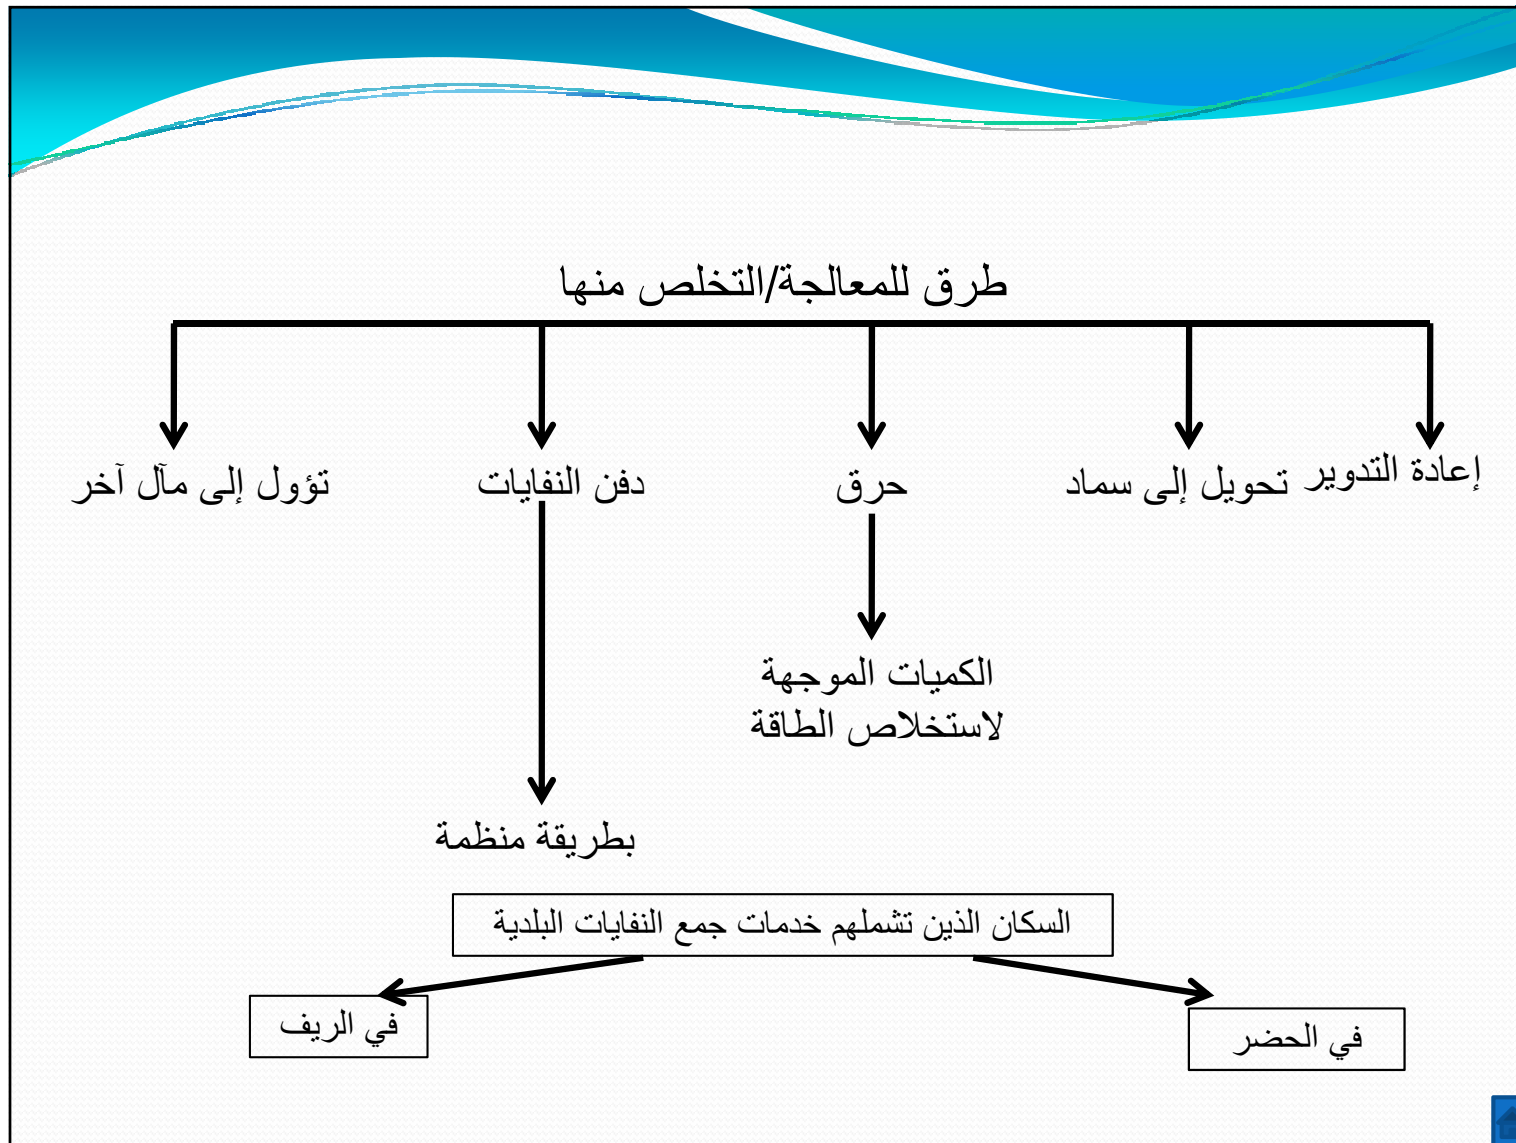 طرق للمعالجة/التخلص منها
إعادة التدوير
تحويل إلى سماد
حرق
دفن النفايات
تؤول إلى مآل آخر
الكميات الموجهة
لاستخلاص الطاقة
بطريقة منظمة
السكان الذين تشملهم خدمات جمع النفايات البلدية
في الحضر
في الريف